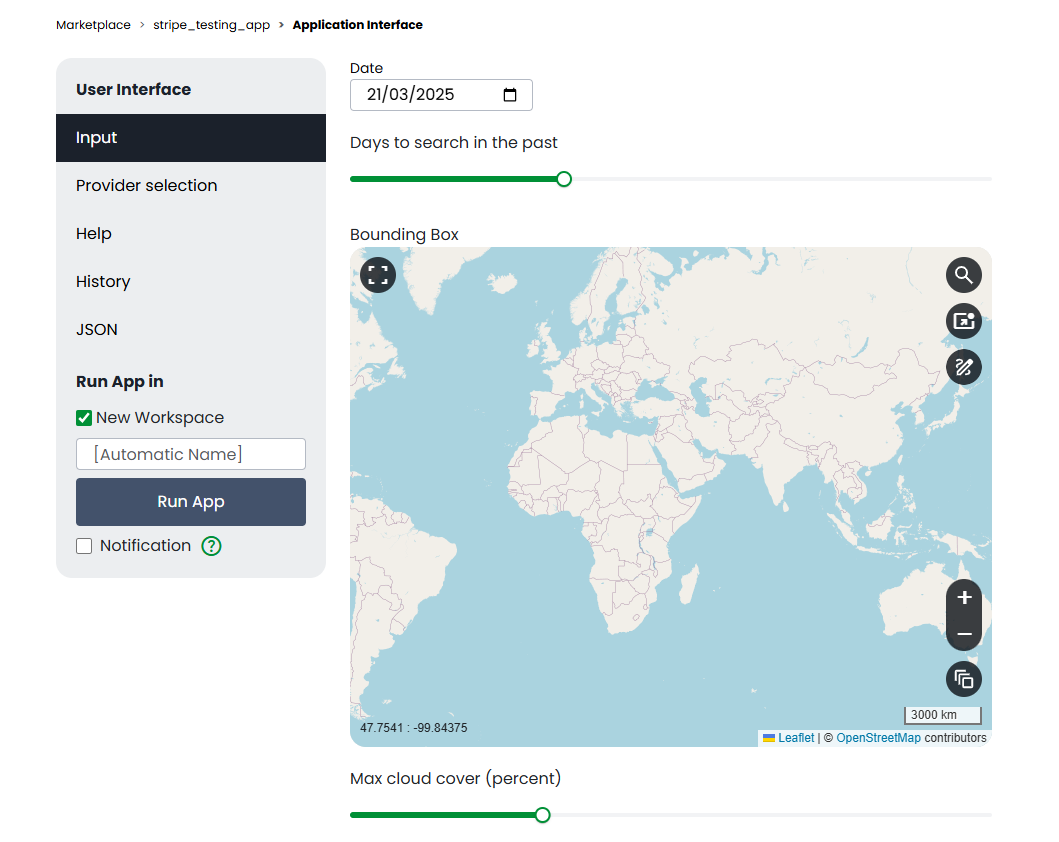 Marketplace > stripe_testing_app > Application Interface
User Interface
Input
Provider selection
Help
History
JSON
Run App in
New Workspace
[Automatic Name]
Run App
Notification ?
Date
21/03/2025
Days to search in the past
Bounding Box
+
−
3000 km
47.7541 : -99.84375
Leaflet | © OpenStreetMap contributors
Max cloud cover (percent)